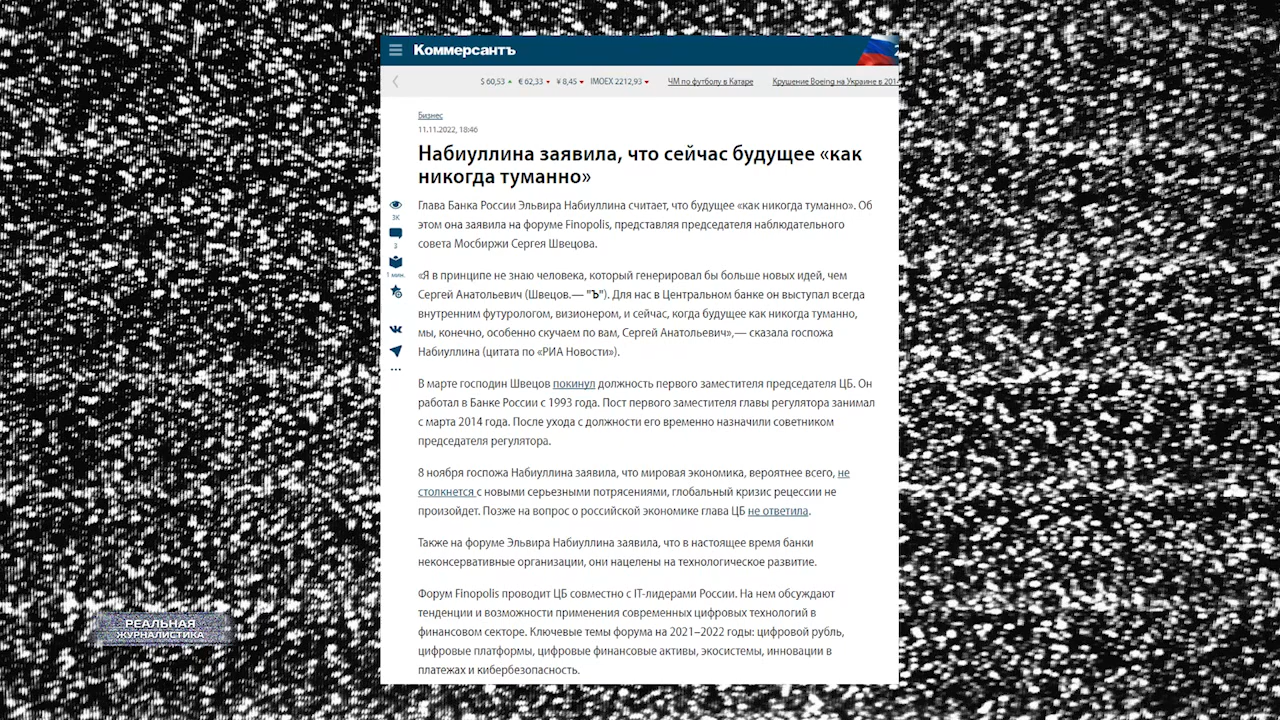 Коммерсантъ
$ 60,53 € 62,33 ¥ 8,45 IMOEX 2212,93 ЧМ по футболу в Катаре Крушение Boeing на Украине в 201
Бизнес
11.11.2022, 18:46
Набиуллина заявила, что сейчас будущее «как
никогда туманно»
Глава Банка России Эльвира Набиуллина считает, что будущее «как никогда туманно». Об
этом она заявила на форуме Finopolis, представляя председателя наблюдательного
совета Мосбиржи Сергея Швецова.
3K
3
1 мин.
«Я в принципе не знаю человека, который генерировал бы больше новых идей, чем
Сергей Анатольевич (Швецов.— "Ъ"). Для нас в Центральном банке он выступал всегда
внутренним футурологом, визионером, и сейчас, когда будущее как никогда туманно,
мы, конечно, особенно скучаем по вам, Сергей Анатольевич»,— сказала госпожа
Набиуллина (цитата по «РИА Новости»).
В марте господин Швецов покинул должность первого заместителя председателя ЦБ. Он
работал в Банке России с 1993 года. Пост первого заместителя главы регулятора занимал
с марта 2014 года. После ухода с должности его временно назначили советником
председателя регулятора.
8 ноября госпожа Набиуллина заявила, что мировая экономика, вероятнее всего, не
столкнется с новыми серьезными потрясениями, глобальный кризис рецессии не
произойдет. Позже на вопрос о российской экономике глава ЦБ не ответила.
Также на форуме Эльвира Набиуллина заявила, что в настоящее время банки
неконсервативные организации, они нацелены на технологическое развитие.
Форум Finopolis проводит ЦБ совместно с IT-лидерами России. На нем обсуждают
тенденции и возможности применения современных цифровых технологий в
финансовом секторе. Ключевые темы форума на 2021–2022 годы: цифровой рубль,
цифровые платформы, цифровые финансовые активы, экосистемы, инновации в
платежах и кибербезопасность.
РЕАЛЬНАЯ
ЖУРНАЛИСТИКА